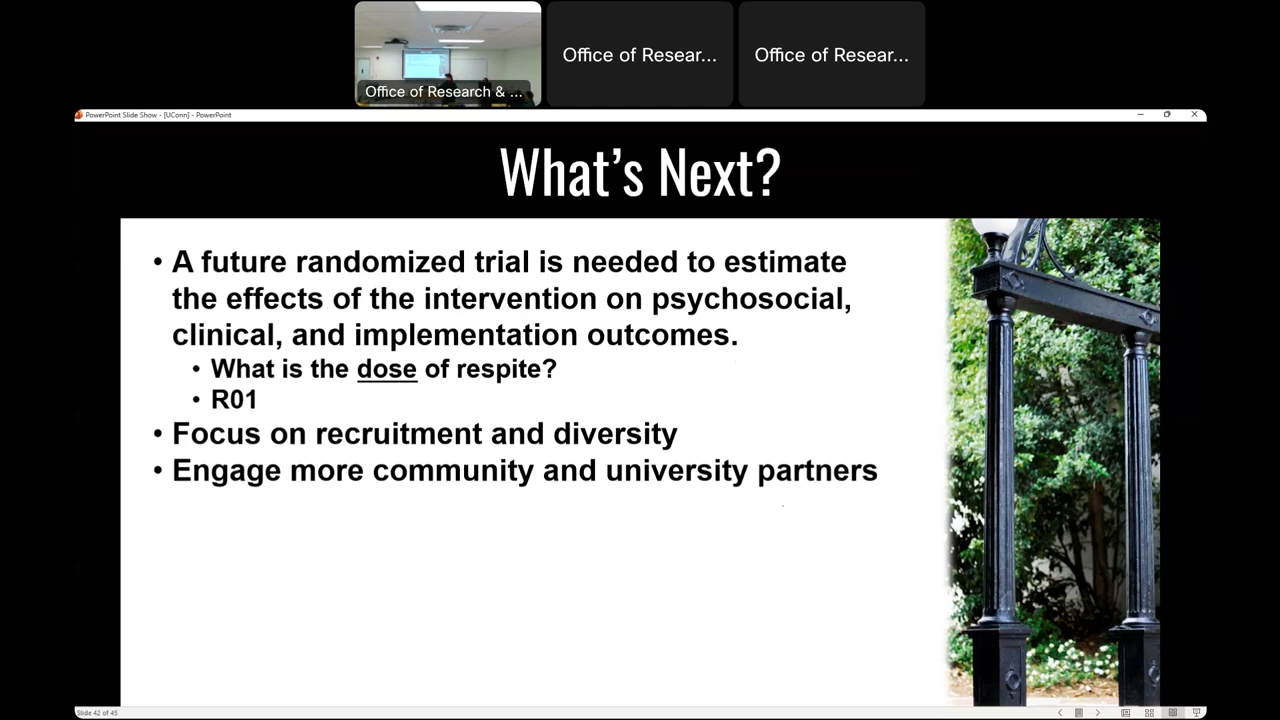 Office of Research & ...
Office of Resear...
Office of Resear...
PowerPoint Slide Show - [UConn] - PowerPoint
What's Next?
• A future randomized trial is needed to estimate
the effects of the intervention on psychosocial,
clinical, and implementation outcomes.
• What is the dose of respite?
• R01
• Focus on recruitment and diversity
• Engage more community and university partners
Slide 42 of 45